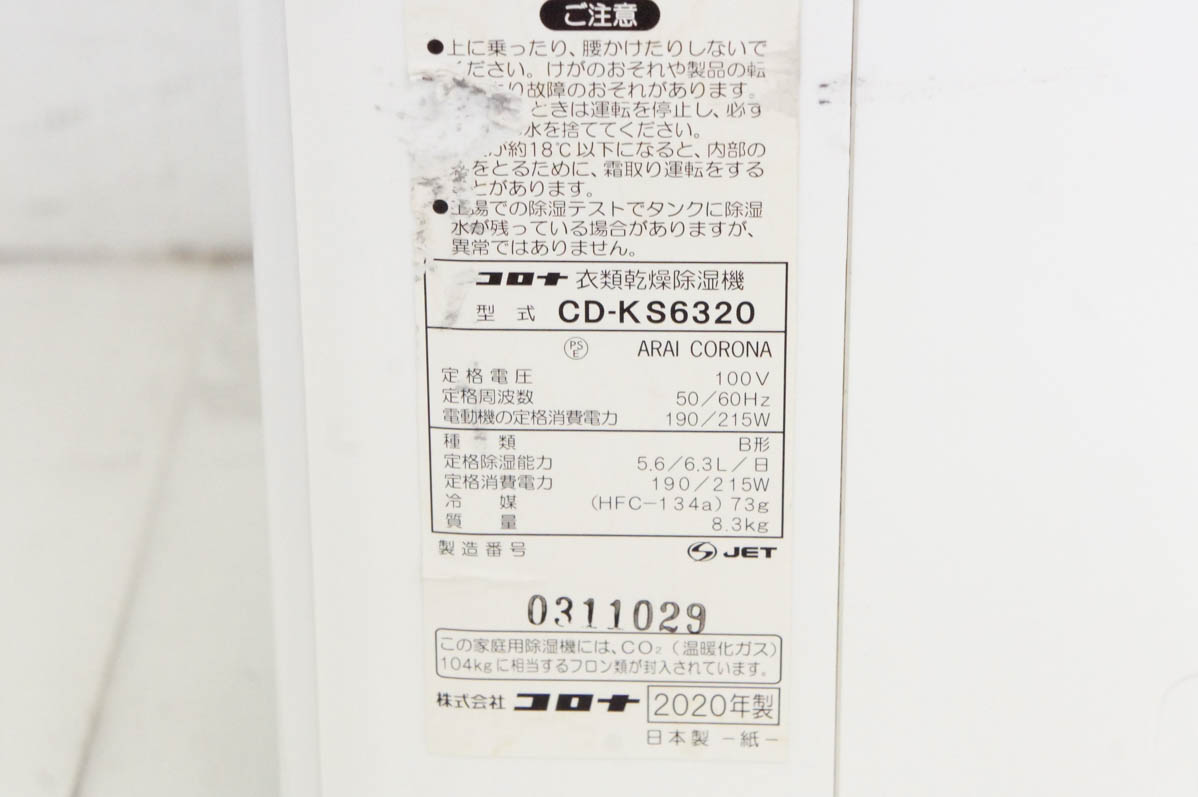 ご注意
●上に乗ったり、腰かけたりしないで
ください。けがのおそれや製品の転
り故障のおそれがあります。
ときは運転を停止し、必ず
水を捨ててください。
が約18℃以下になると、内部の
をとるために、霜取り運転をする
とがあります。
●工場での除湿テストでタンクに除湿
水が残っている場合がありますが、
異常ではありません。
コロナ 衣類乾燥除湿機
型式 CD-KS6320
PSE ARAI CORONA
定格電圧 100V
定格周波数 50/60Hz
電動機の定格消費電力 190/215W
種類 B形
定格除湿能力 5.6/6.3L/日
定格消費電力 190/215W
冷媒 (HFC-134a) 73g
質量 8.3kg
製造番号 JET
0311029
この家庭用除湿機には、CO₂(温暖化ガス)
104kgに相当するフロン類が封入されています。
株式会社 コロナ 2020年製
日本製 -紙-